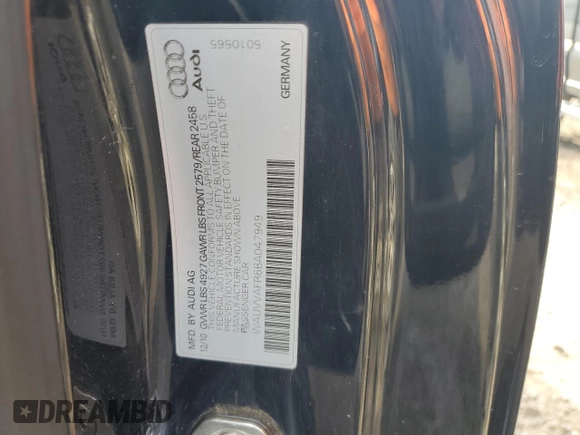 MFD. BY AUDI AG
12/10 GVWR LBS 4927 GAWR LBS FRONT 2579/REAR 2458
THIS VEHICLE CONFORMS TO ALL APPLICABLE U.S.
FEDERAL MOTOR VEHICLE SAFETY BUMPER AND THEFT
PREVENTION STANDARDS IN EFFECT ON THE DATE OF
MANUFACTURE SHOWN ABOVE
PASSENGER CAR
WAUVVAFR6BA047949
Audi
5010565
GERMANY
DREAMBID